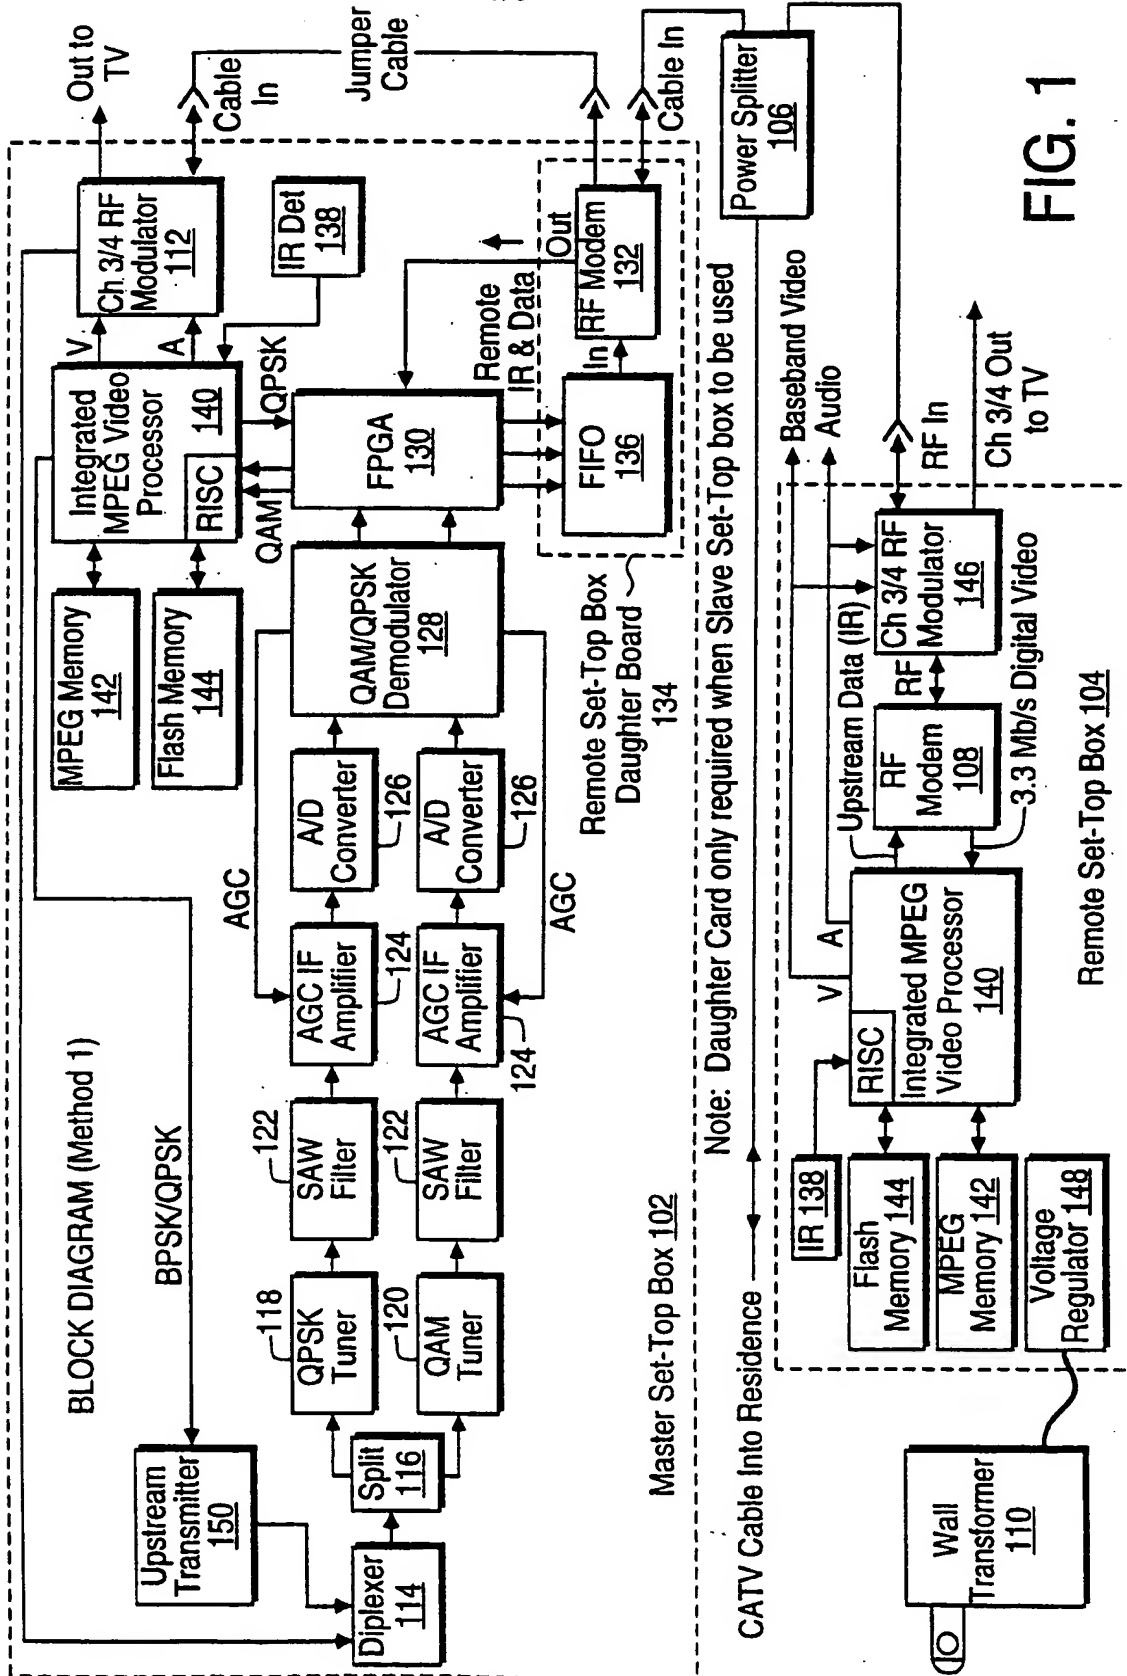 BLOCK DIAGRAM (Method 1)
Upstream
Transmitter
150
BPSK/QPSK
Diplexer
114
Split
116
118
QPSK
Tuner
120
QAM
Tuner
122
SAW
Filter
122
SAW
Filter
AGC
AGC IF
Amplifier
124
AGC IF
Amplifier
124
AGC
A/D
Converter
126
A/D
Converter
126
QAM/QPSK
Demodulator
128
MPEG Memory
142
Flash Memory
144
Integrated
MPEG Video
Processor
140
RISC
QAM
QPSK
FPGA
130
V
A
Ch 3/4 RF
Modulator
112
IR Det
138
Out to
TV
Cable
In
Jumper
Cable
Remote
IR & Data
FIFO
136
In
RF Modem
132
Out
Cable In
Remote Set-Top Box
Daughter Board
134
Master Set-Top Box 102
Note: Daughter Card only required when Slave Set-Top box to be used
CATV Cable Into Residence
Power Splitter
106
Wall
Transformer
110
IR 138
Flash
Memory 144
MPEG
Memory 142
Voltage
Regulator 148
RISC
Integrated MPEG
Video Processor
140
V
A
Upstream Data (IR)
RF
Modem
108
3.3 Mb/s Digital Video
RF
Ch 3/4 RF
Modulator
146
Baseband Video
Audio
RF In
Ch 3/4 Out
to TV
Remote Set-Top Box 104
FIG. 1